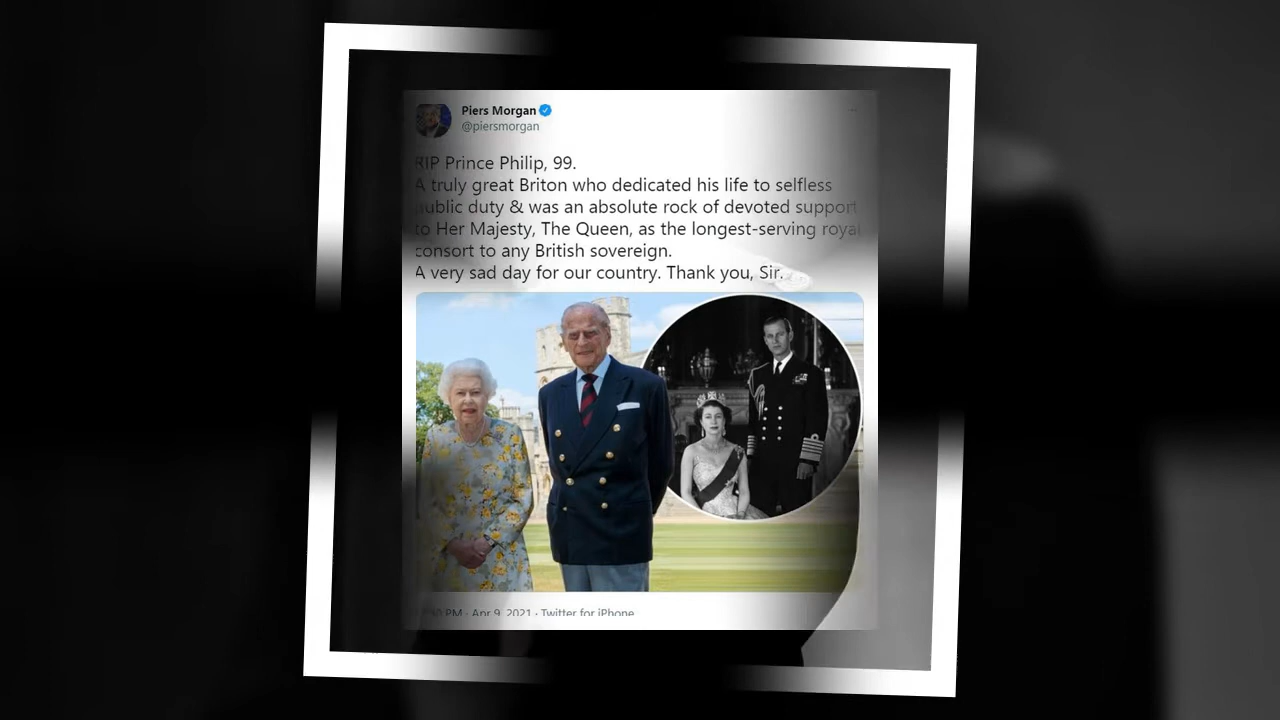 Piers Morgan
@piersmorgan
RIP Prince Philip, 99.
A truly great Briton who dedicated his life to selfless
public duty & was an absolute rock of devoted support
to Her Majesty, The Queen, as the longest-serving royal
consort to any British sovereign.
A very sad day for our country. Thank you, Sir.
PM · Apr 9, 2021 · Twitter for iPhone